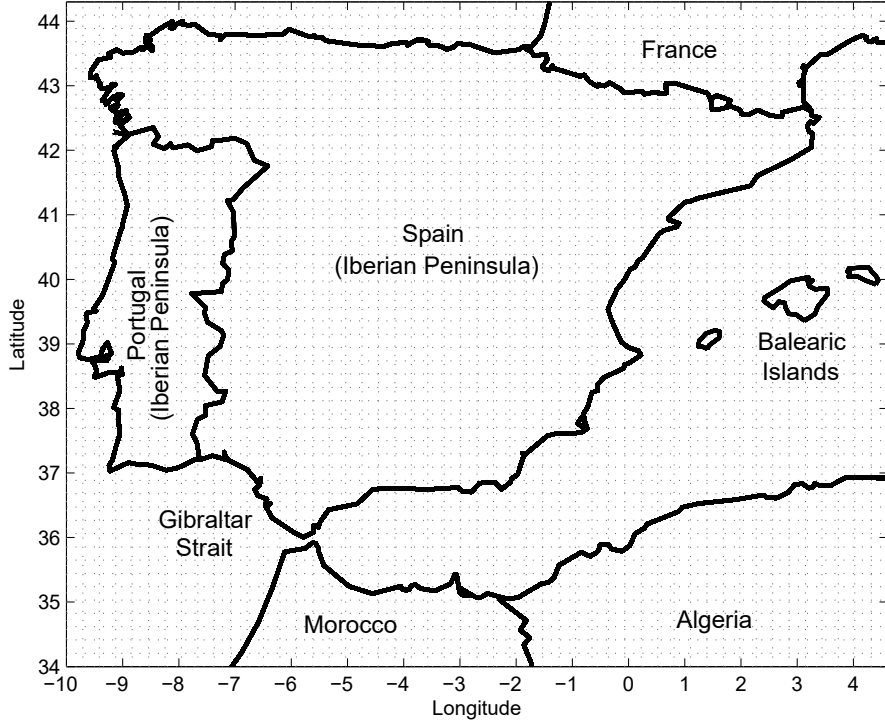 44
43
42
41
40
39
38
37
36
35
34
Latitude
France
Spain
(Iberian Peninsula)
Portugal
(Iberian Peninsula)
Balearic
Islands
Gibraltar
Strait
Morocco
Algeria
−10 −9 −8 −7 −6 −5 −4 −3 −2 −1 0 1 2 3 4
Longitude